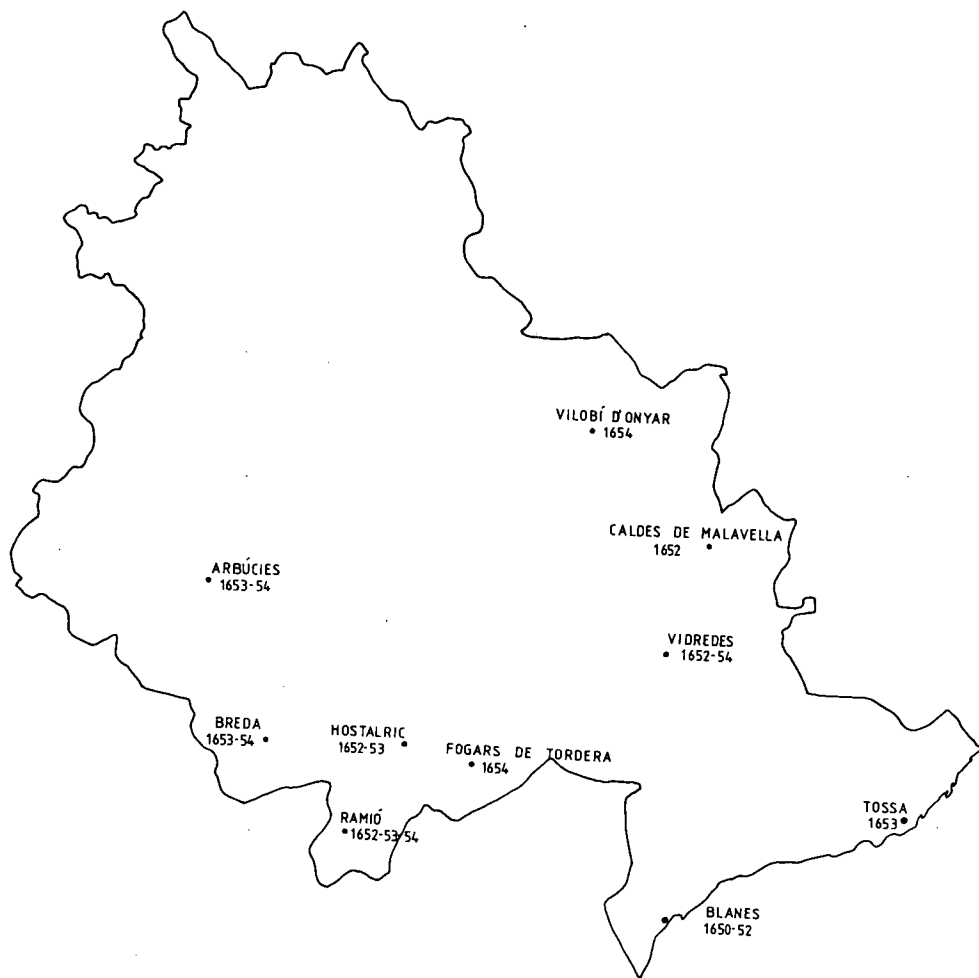 VILOBÍ D'ONYAR
1654
CALDES DE MALAVELLA
1652
ARBÚCIES
1653-54
VIDREDES
1652-54
BREDA
1653-54
HOSTALRIC
1652-53
FOGARS DE TORDERA
1654
RAMIÓ
1652-53-54
TOSSA
1653
BLANES
1650-52